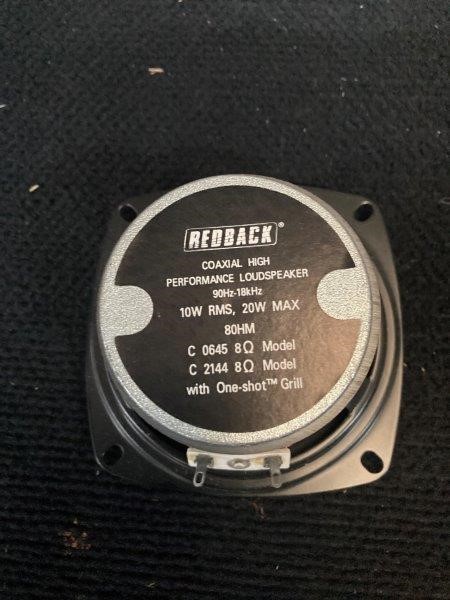 REDBACK®
COAXIAL HIGH
PERFORMANCE LOUDSPEAKER
90Hz-18kHz
10W RMS, 20W MAX
80HM
C 0645 8Ω Model
C 2144 8Ω Model
with One-shot™ Grill